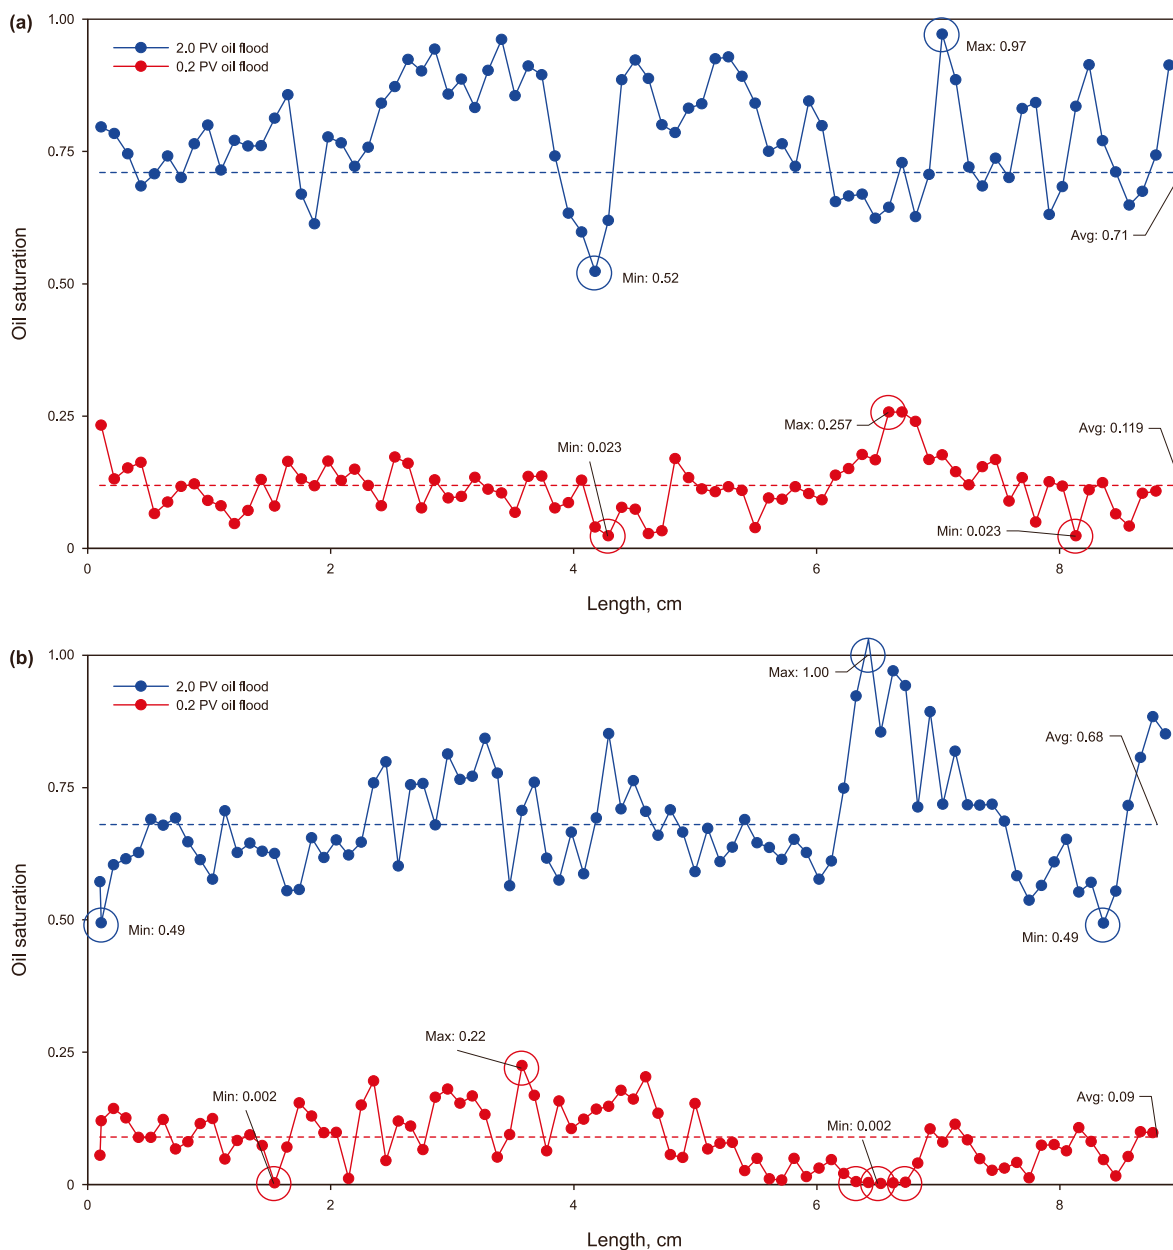 (a)
1.00
2.0 PV oil flood
0.2 PV oil flood
Max: 0.97
0.75
Avg: 0.71
Min: 0.52
0.50
Oil saturation
Max: 0.257
Avg: 0.119
0.25
Min: 0.023
Min: 0.023
0
0 2 4 6 8
Length, cm
(b)
1.00
2.0 PV oil flood
0.2 PV oil flood
Max: 1.00
Avg: 0.68
0.75
Min: 0.49
Min: 0.49
0.50
Oil saturation
Max: 0.22
0.25
Min: 0.002
Avg: 0.09
Min: 0.002
0
0 2 4 6 8
Length, cm